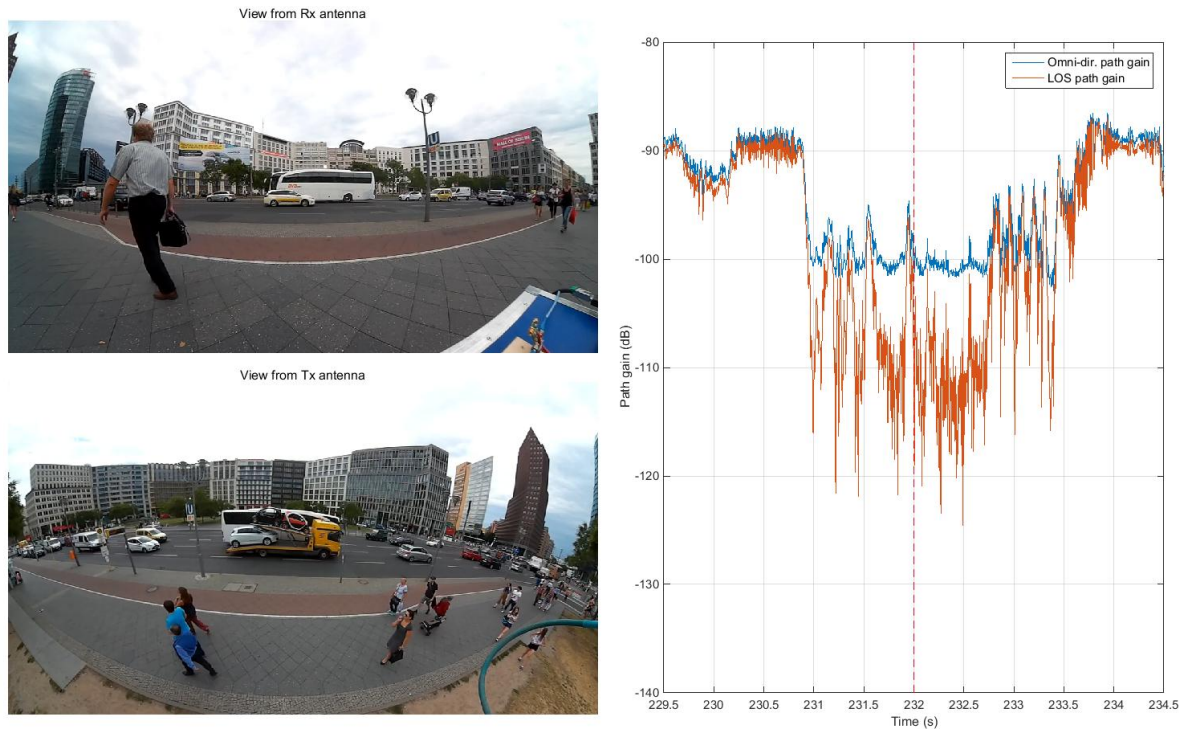 View from Rx antenna
U
View from Tx antenna
U
Omni-dir. path gain
LOS path gain
Path gain (dB)
-80
-90
-100
-110
-120
-130
-140
229.5 230 230.5 231 231.5 232 232.5 233 233.5 234 234.5
Time (s)